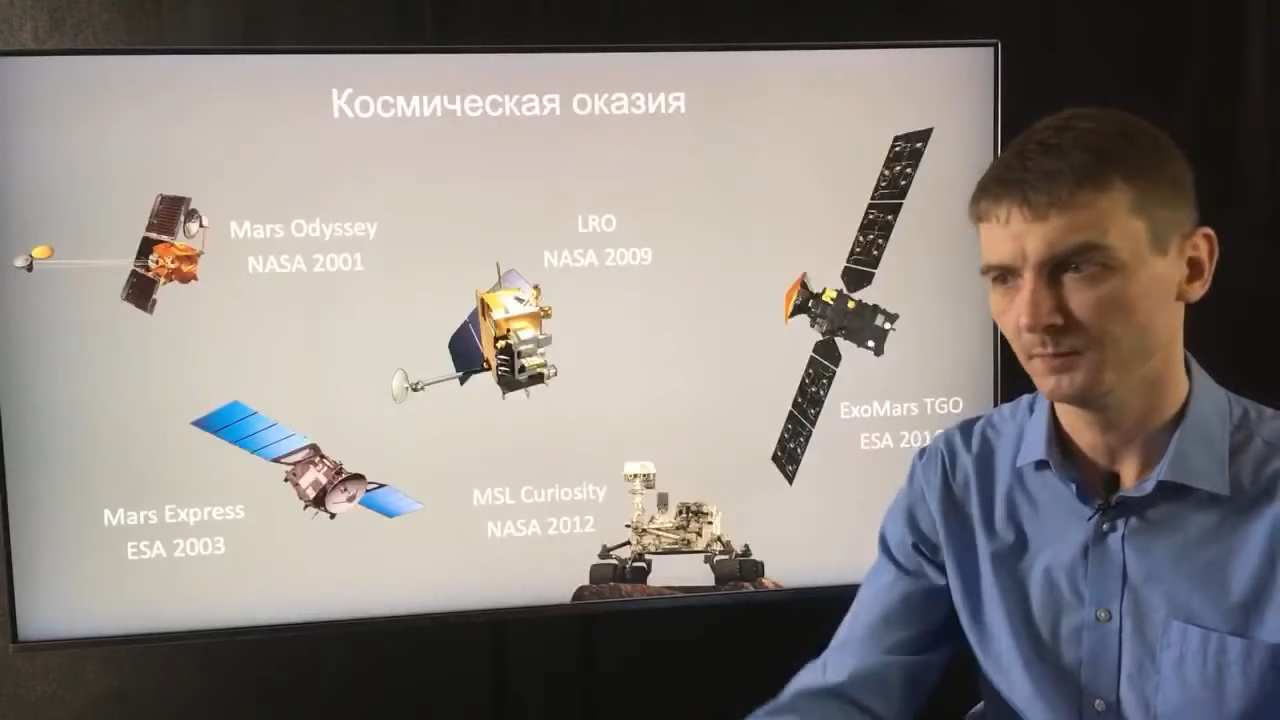 Космическая оказия
Mars Odyssey
NASA 2001
LRO
NASA 2009
ExoMars TGO
ESA
Mars Express
ESA 2003
MSL Curiosity
NASA 2012